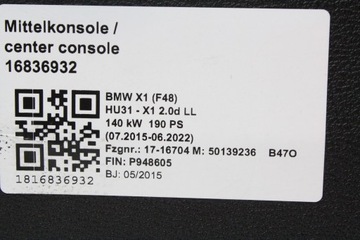 Mittelkonsole /
center console
16836932
BMW X1 (F48)
HU31 - X1 2.0d LL
140 kW 190 PS
(07.2015-06.2022)
Fzgnr.: 17-16704 M: 50139236 B47O
FIN: P948605
BJ: 05/2015
1816836932